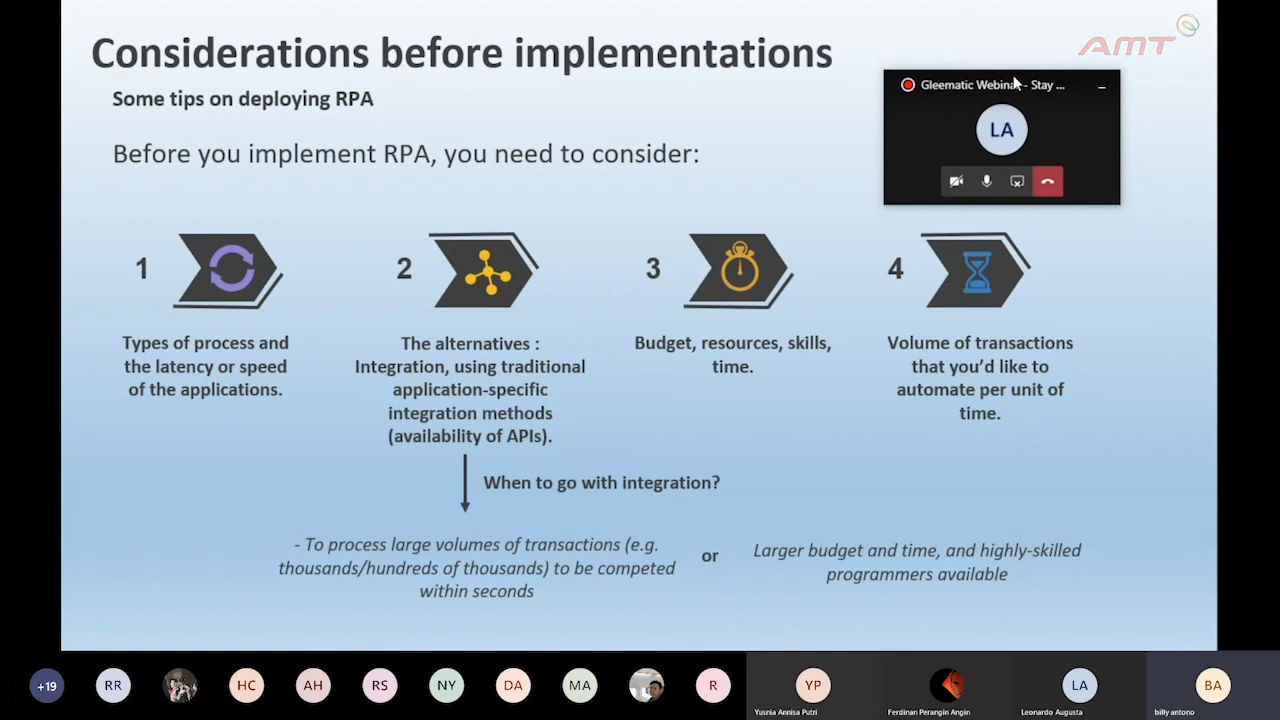 Considerations before implementations
AMT
Some tips on deploying RPA
Gleematic Webinar - Stay ...
LA
Before you implement RPA, you need to consider:
1
2
3
4
Types of process and
the latency or speed
of the applications.
The alternatives :
Integration, using traditional
application-specific
integration methods
(availability of APIs).
Budget, resources, skills,
time.
Volume of transactions
that you’d like to
automate per unit of
time.
When to go with integration?
- To process large volumes of transactions (e.g.
thousands/hundreds of thousands) to be competed
within seconds
or
Larger budget and time, and highly-skilled
programmers available
+19
RR
HC
AH
RS
NY
DA
MA
R
YP
Yusnia Annisa Putri
Ferdinan Perangin Angin
LA
Leonardo Augusta
BA
billy antono